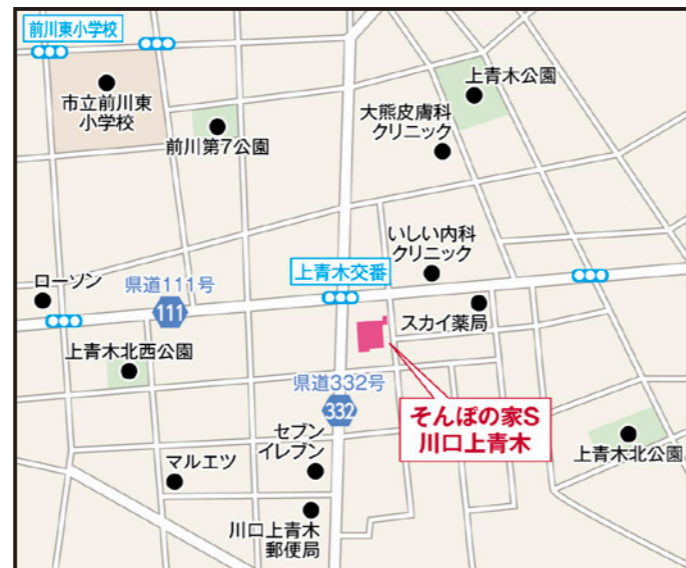 前川東小学校
市立前川東
小学校
前川第7公園
上青木公園
大熊皮膚科
クリニック
いしい内科
クリニック
上青木交番
ローソン
県道111号
111
スカイ薬局
上青木北西公園
県道332号
332
そんぽの家S
川口上青木
セブン
イレブン
マルエツ
上青木北公園
川口上青木
郵便局